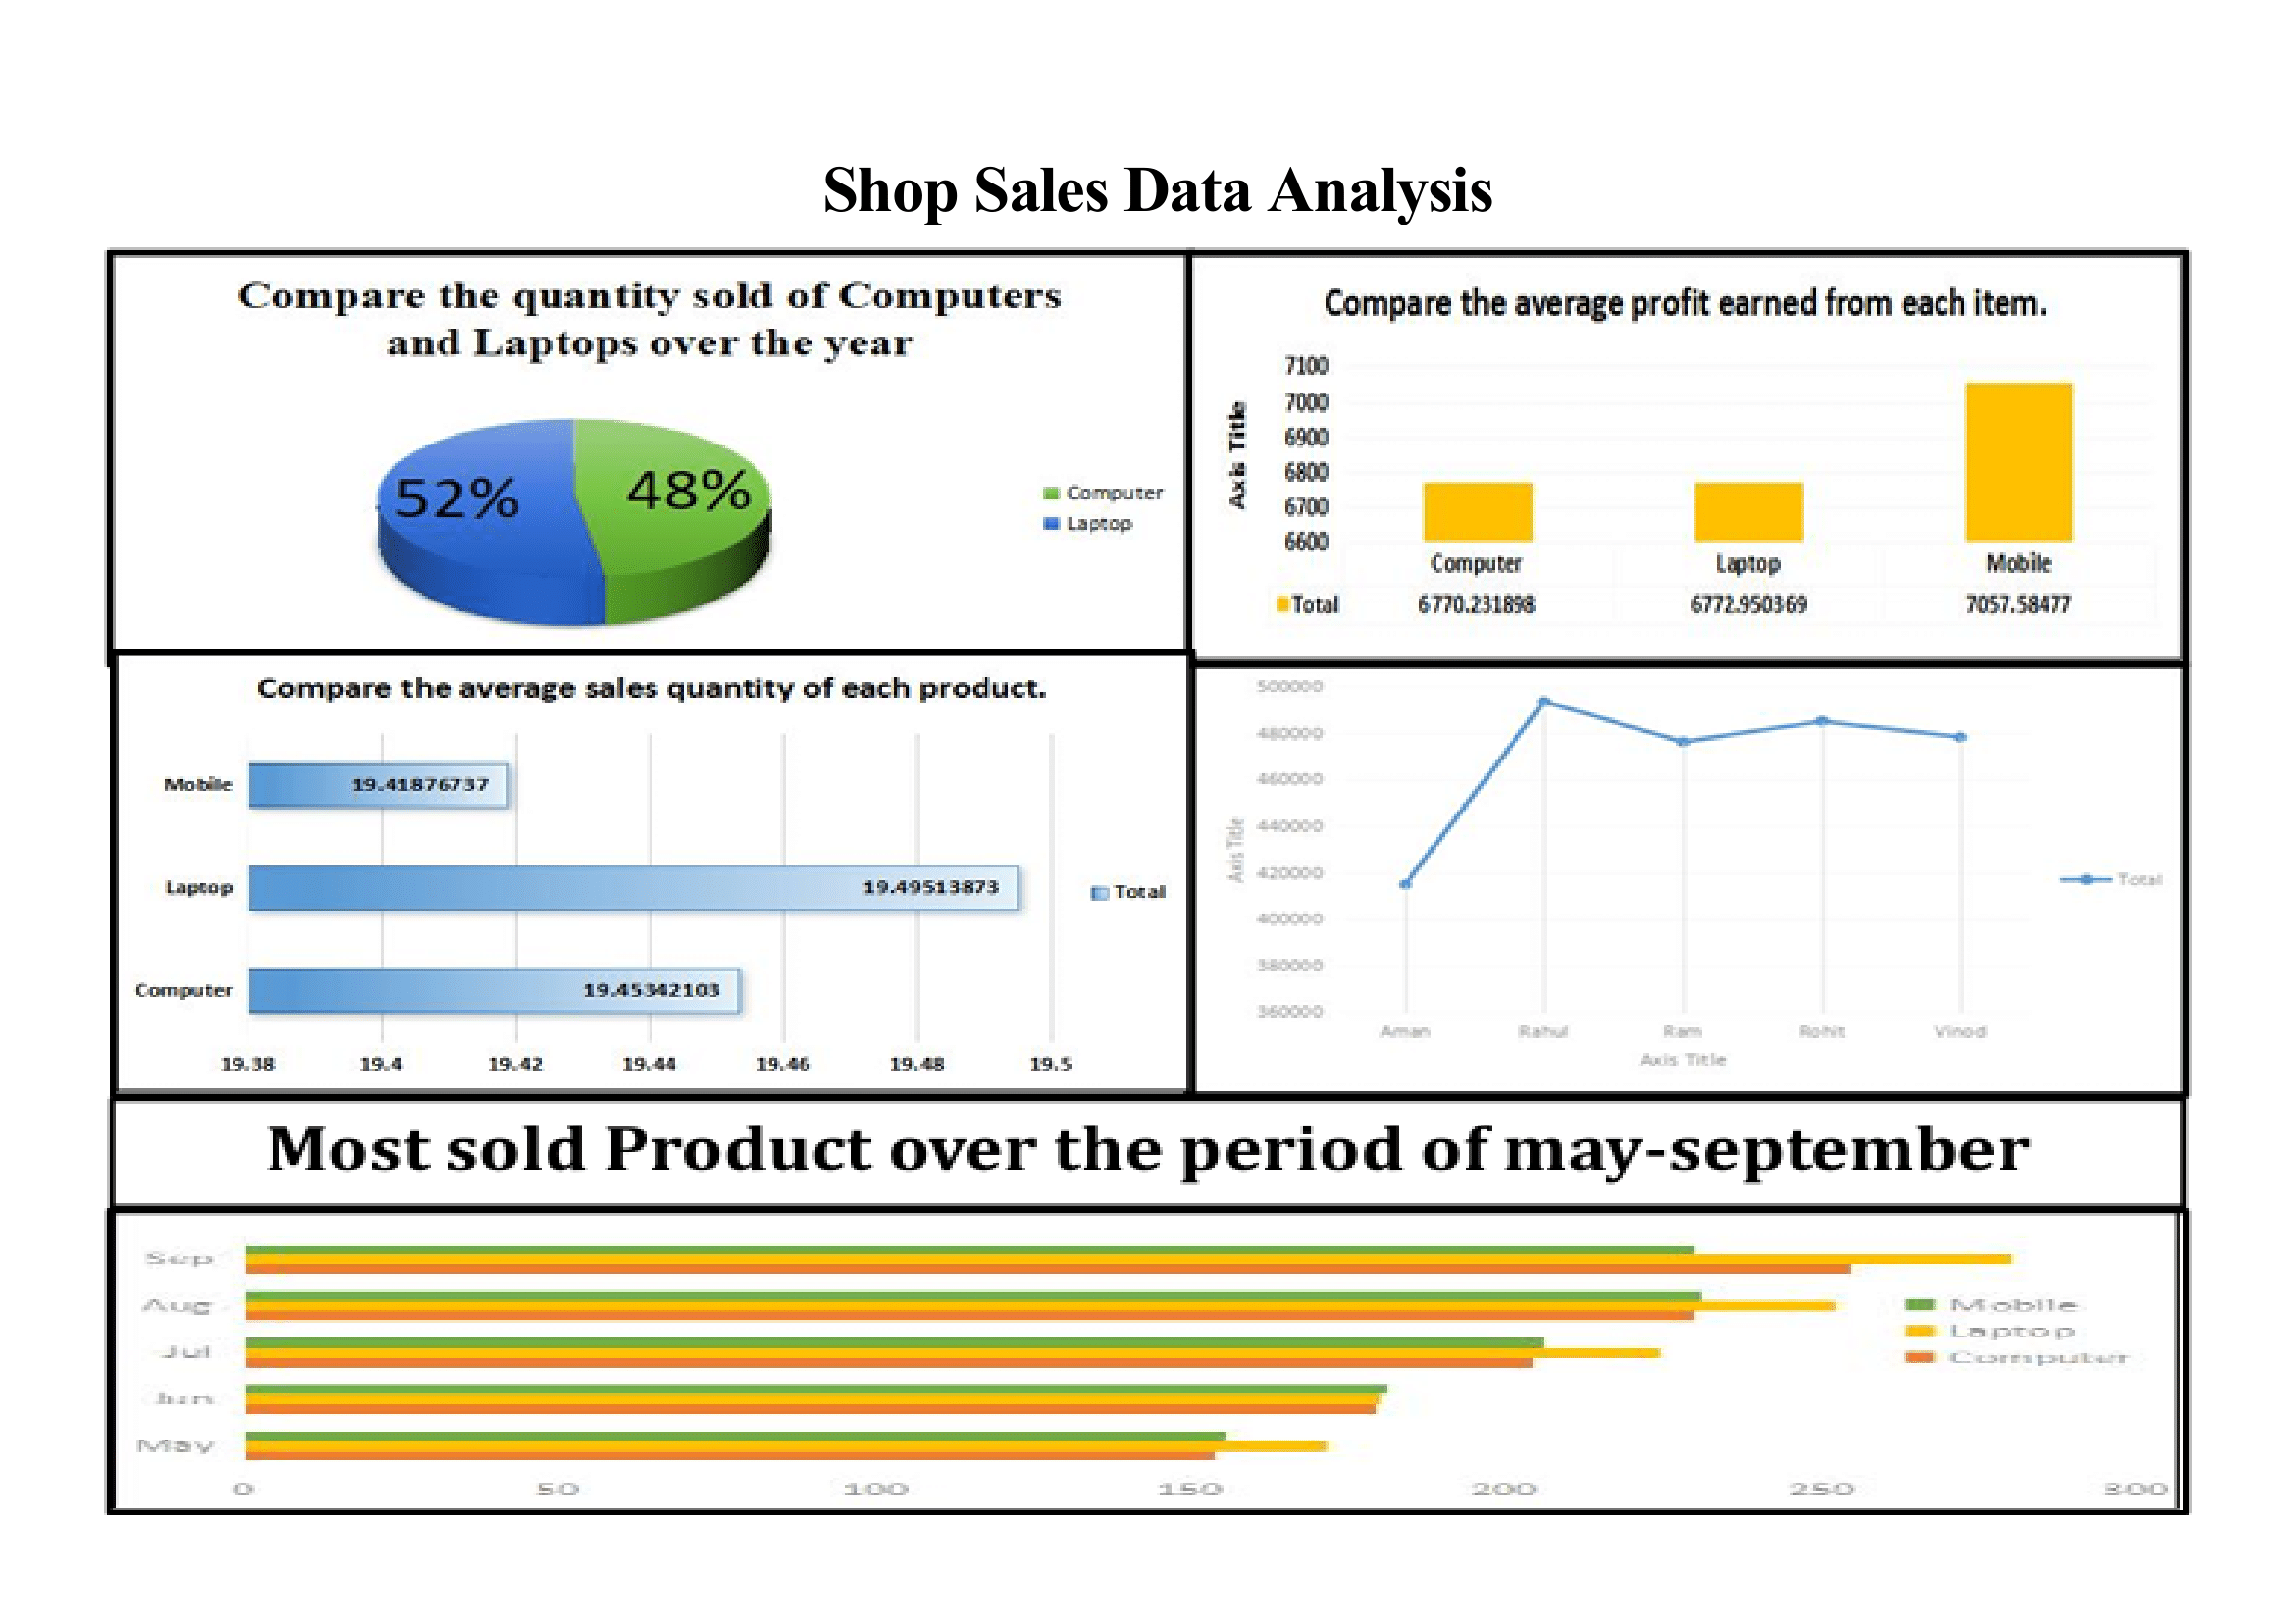 Shop Sales Data Analysis
Compare the quantity sold of Computers
and Laptops over the year
52%
48%
Computer
Laptop
Compare the average profit earned from each item.
Axis Title
7100
7000
6900
6800
6700
6600
Computer Laptop Mobile
Total 6770.231898 6772.950369 7057.58477
Compare the average sales quantity of each product.
Mobile 19.41876737
Laptop 19.49513873
Computer 19.45342103
19.38 19.4 19.42 19.44 19.46 19.48 19.5
Total
500000
480000
460000
440000
420000
400000
380000
360000
Axis Title
Aman Rahul Ram Rohit Vinod
Axis Title
Total
Most sold Product over the period of may-september
Sep
Aug
Jul
Jun
May
0 50 100 150 200 250 300
Mobile
Laptop
Computer